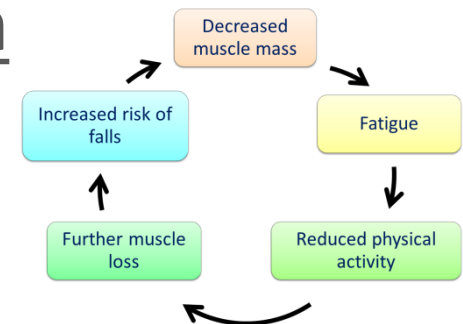 Decreased
muscle mass
Fatigue
Reduced physical
activity
Further muscle
loss
Increased risk of
falls